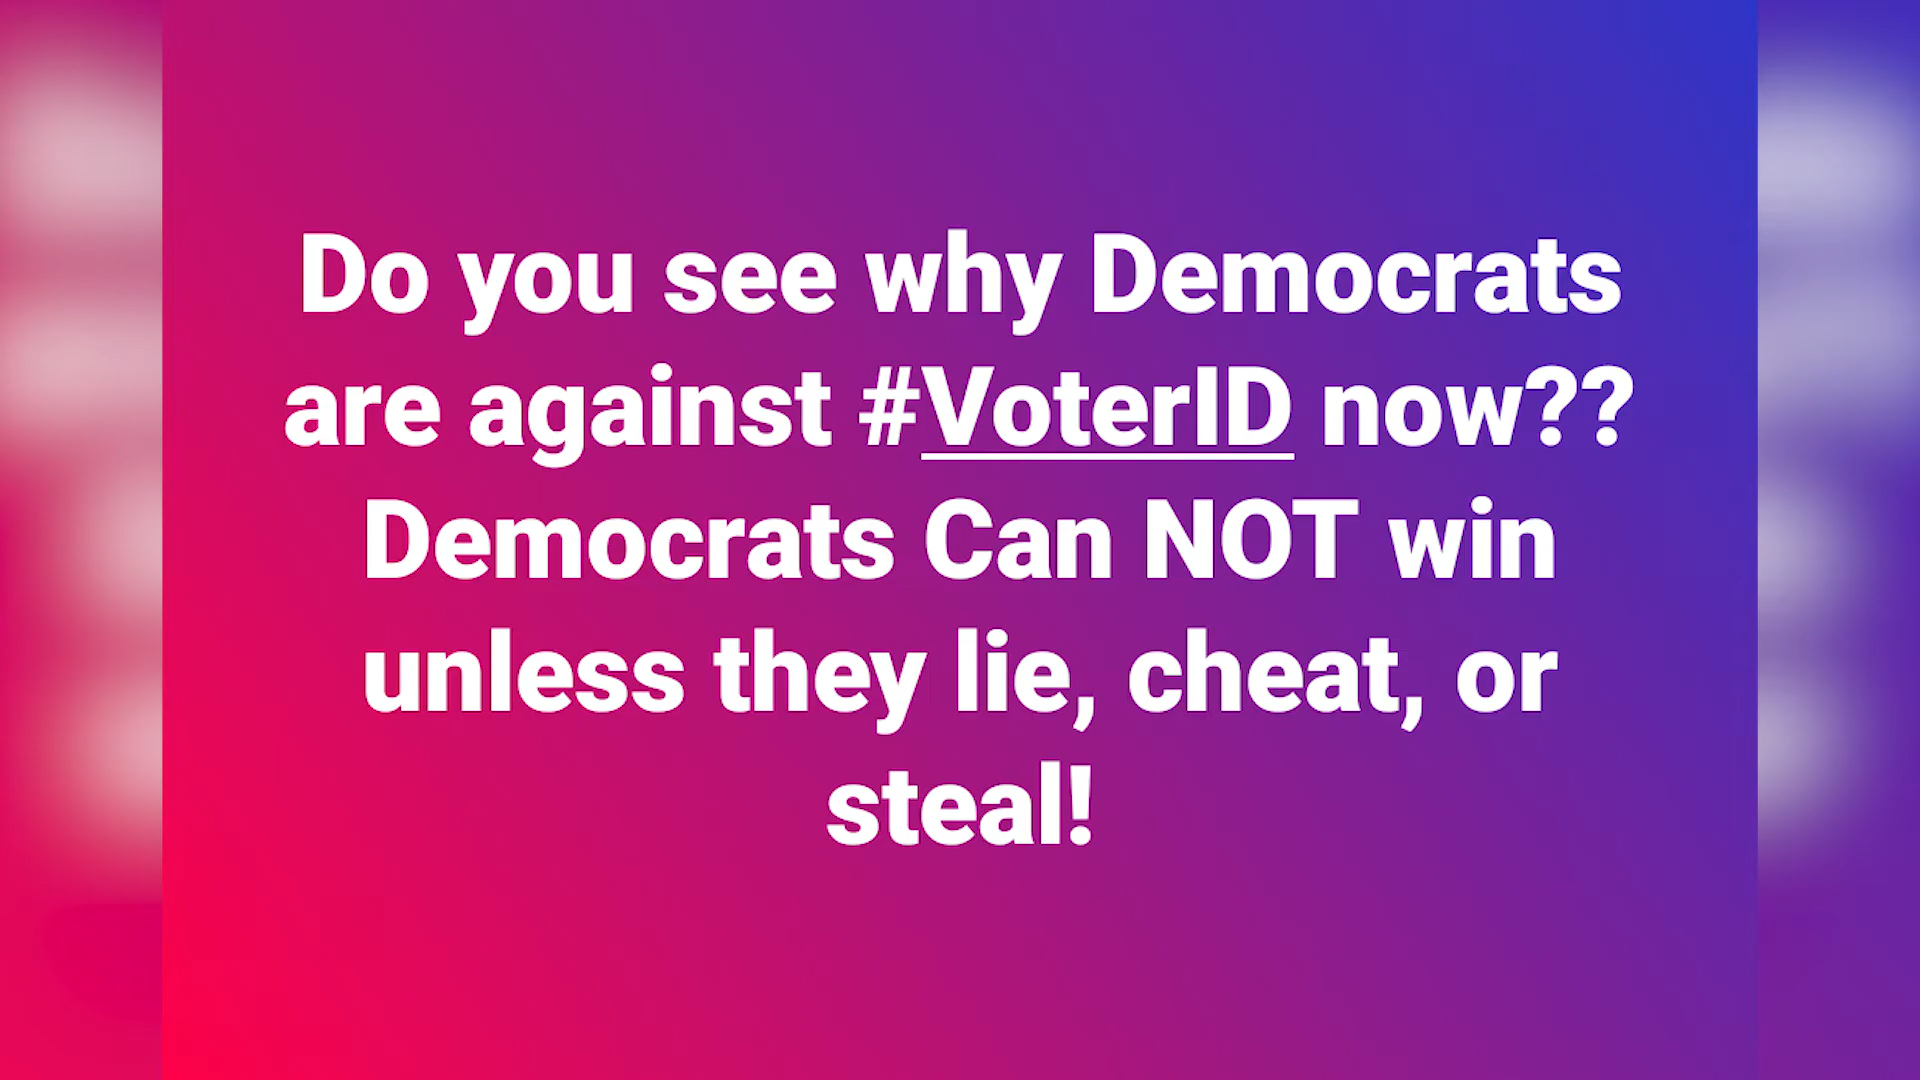 Do you see why Democrats
are against #VoterID now??
Democrats Can NOT win
unless they lie, cheat, or
steal!